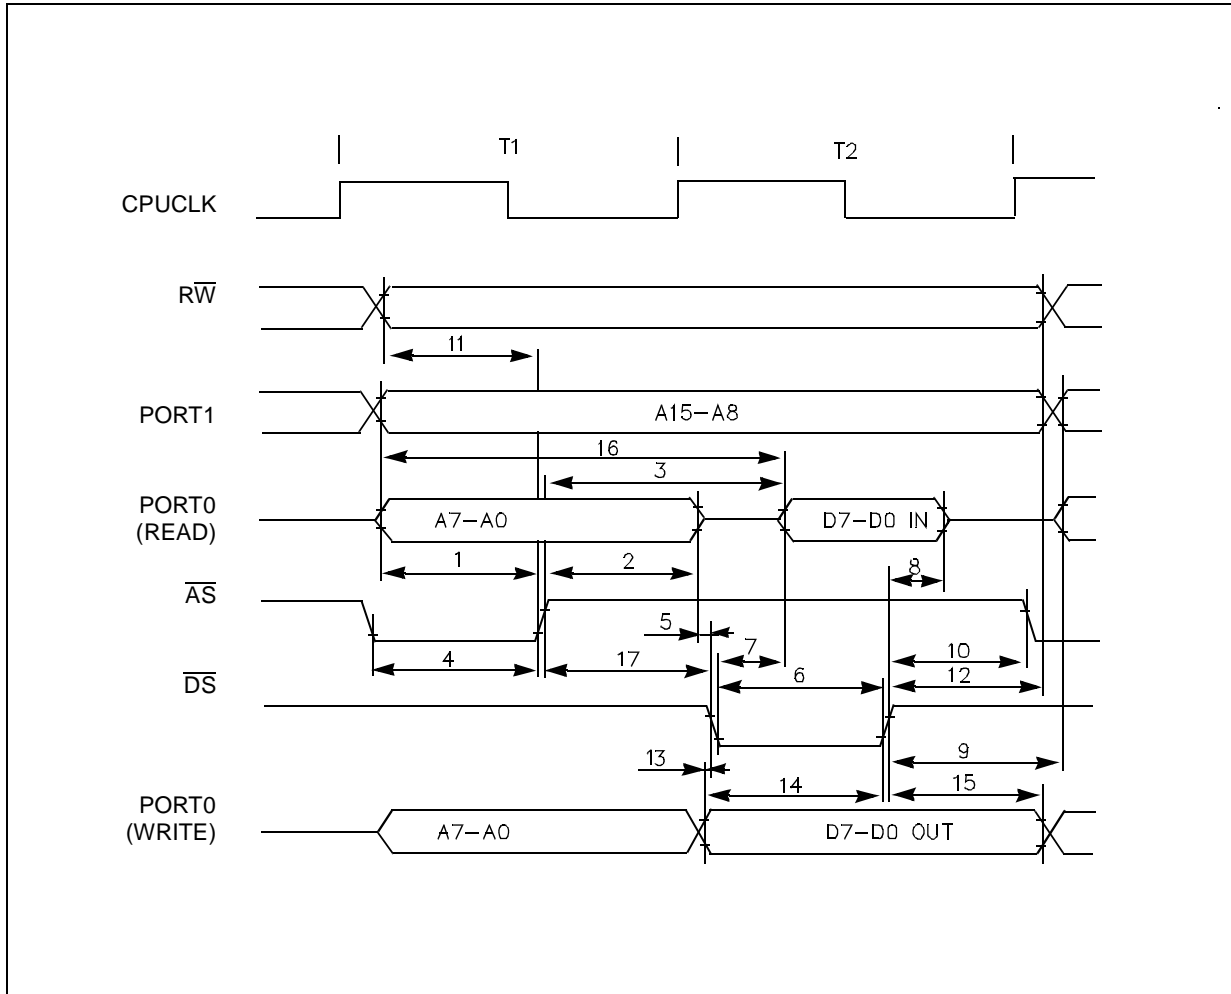 T1 T2
CPUCLK
RW̅
11
PORT1 A15-A8
16
3
PORT0
(READ) A7-A0 D7-D0 IN
1 2 8
A̅S̅
5 7
4 17 10
D̅S̅ 6 12
13 9
14 15
PORT0
(WRITE) A7-A0 D7-D0 OUT